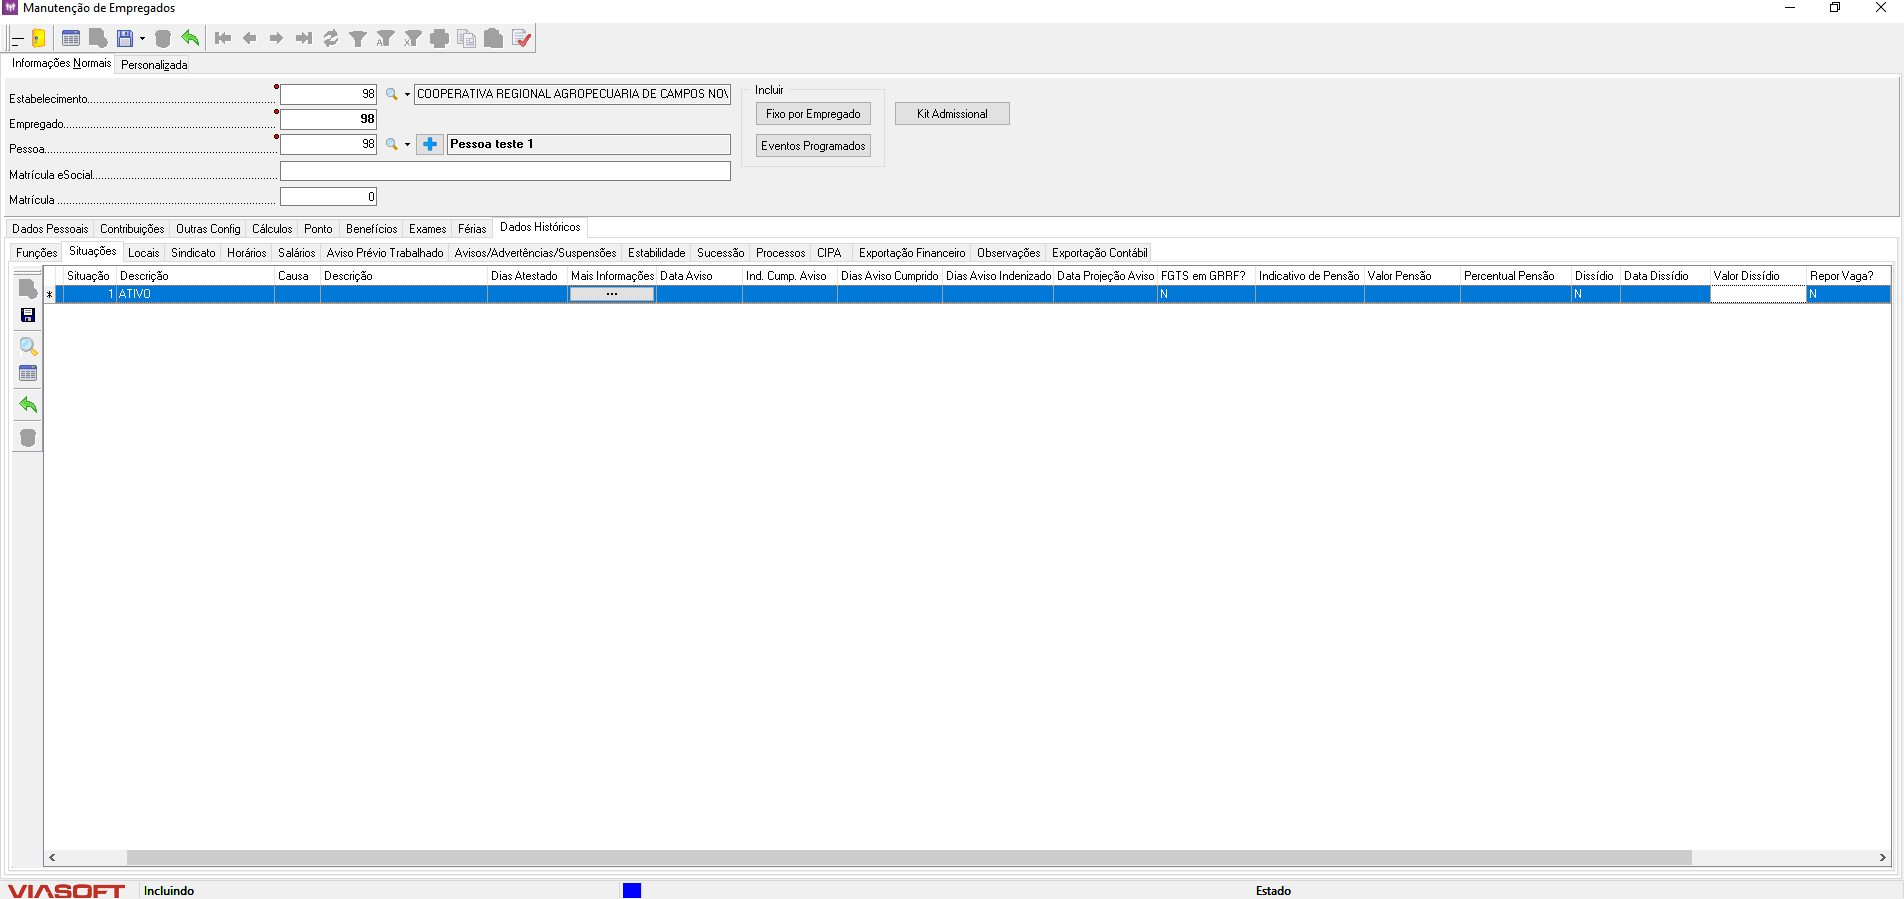 Manutenção de Empregados
Informações Normais Personalizada
Estabelecimento 98 COOPERATIVA REGIONAL AGROPECUARIA DE CAMPOS NOV
Empregado 98
Pessoa 98 Pessoa teste 1
Matrícula eSocial
Matrícula 0
Incluir
Fixo por Empregado Kit Admissional
Eventos Programados
Dados Pessoais Contribuições Outras Config Cálculos Ponto Benefícios Exames Férias Dados Históricos
Funções Situações Locais Sindicato Horários Salários Aviso Prévio Trabalhado Avisos/Advertências/Suspensões Estabilidade Sucessão Processos CIPA Exportação Financeiro Observações Exportação Contábil
Situação Descrição Causa Descrição Dias Atestado Mais Informações Data Aviso Ind. Cump. Aviso Dias Aviso Cumprido Dias Aviso Indenizado Data Projeção Aviso FGTS em GRRF? Indicativo de Pensão Valor Pensão Percentual Pensão Dissídio Data Dissídio Valor Dissídio Repor Vaga?
* 1 ATIVO ... N N N
VIASOFT Incluindo Estado